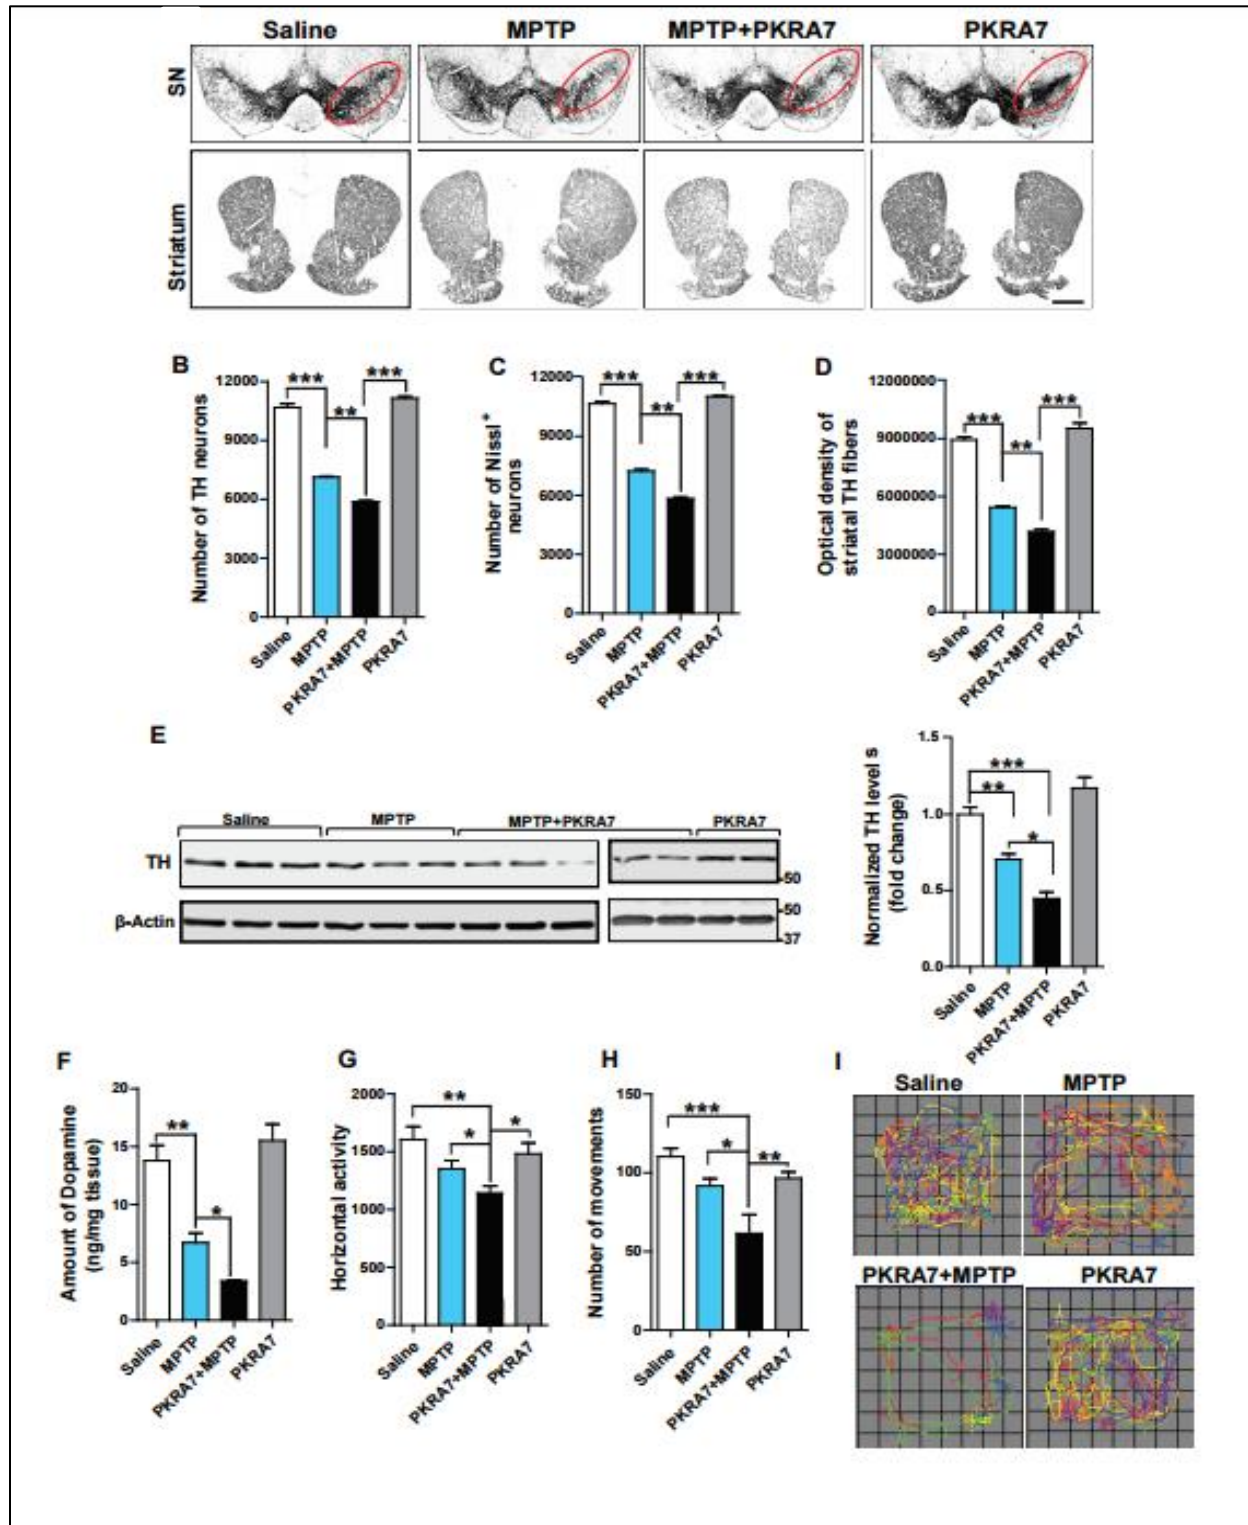 Saline MPTP MPTP+PKRA7 PKRA7
SN
Striatum
B
Number of TH neurons
12000
9000
6000
3000
0
*** ** ***
Saline MPTP PKRA7+MPTP PKRA7
C
Number of Nissl+
neurons
12000
9000
6000
3000
0
*** ** ***
Saline MPTP PKRA7+MPTP PKRA7
D
Optical density of
striatal TH fibers
12000000
9000000
6000000
3000000
0
*** ** ***
Saline MPTP PKRA7+MPTP PKRA7
E
Saline MPTP MPTP+PKRA7 PKRA7
TH
50
β-Actin
50
37
Normalized TH level s
(fold change)
1.5
1.0
0.5
0.0
***
**
*
Saline MPTP PKRA7+MPTP PKRA7
F
Amount of Dopamine
(ng/mg tissue)
20
15
10
5
0
**
*
Saline MPTP PKRA7+MPTP PKRA7
G
Horizontal activity
2000
1500
1000
500
0
**
* *
Saline MPTP PKRA7+MPTP PKRA7
H
Number of movements
150
100
50
0
***
* **
Saline MPTP PKRA7+MPTP PKRA7
I
Saline MPTP
PKRA7+MPTP PKRA7